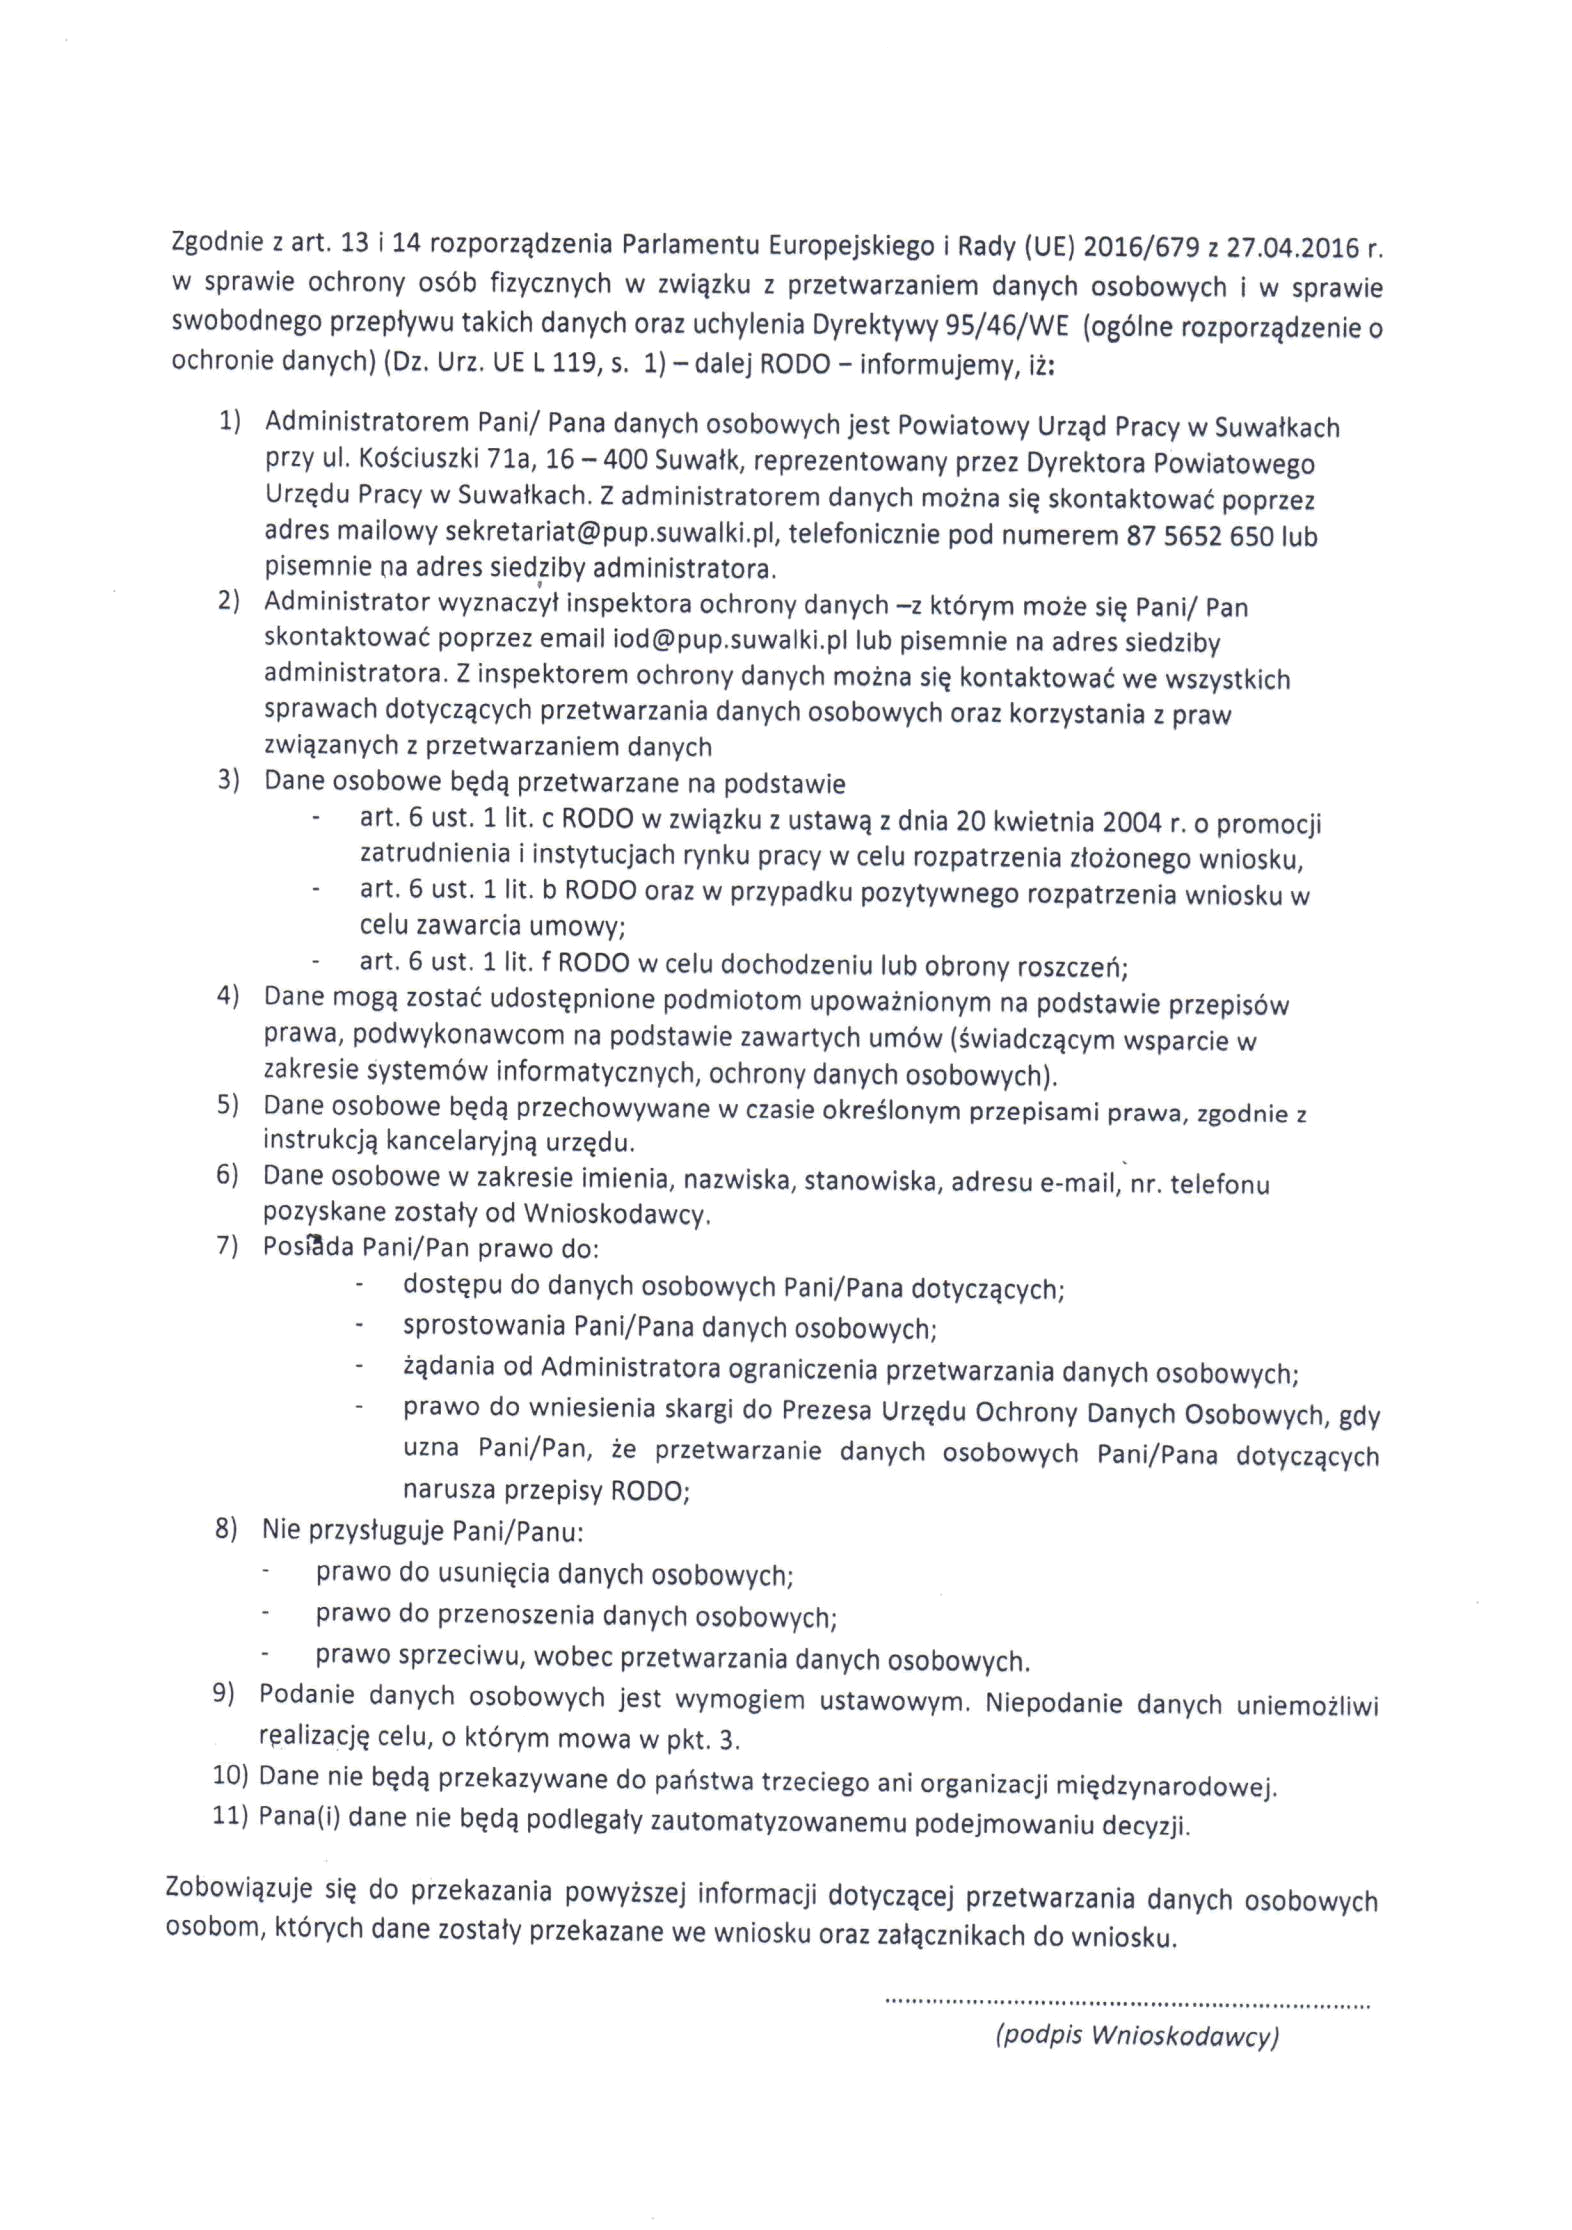 Zgodnie z art. 13 i 14 rozporządzenia Parlamentu Europejskiego i Rady (UE) 2016/679 z 27.04.2016 r.
w sprawie ochrony osób fizycznych w związku z przetwarzaniem danych osobowych i w sprawie
swobodnego przepływu takich danych oraz uchylenia Dyrektywy 95/46/WE (ogólne rozporządzenie o
ochronie danych) (Dz. Urz. UE L 119, s. 1) – dalej RODO – informujemy, iż:
1) Administratorem Pani/ Pana danych osobowych jest Powiatowy Urząd Pracy w Suwałkach
przy ul. Kościuszki 71a, 16 – 400 Suwałk, reprezentowany przez Dyrektora Powiatowego
Urzędu Pracy w Suwałkach. Z administratorem danych można się skontaktować poprzez
adres mailowy sekretariat@pup.suwalki.pl, telefonicznie pod numerem 87 5652 650 lub
pisemnie na adres siedziby administratora.
2) Administrator wyznaczył inspektora ochrony danych –z którym może się Pani/ Pan
skontaktować poprzez email iod@pup.suwalki.pl lub pisemnie na adres siedziby
administratora. Z inspektorem ochrony danych można się kontaktować we wszystkich
sprawach dotyczących przetwarzania danych osobowych oraz korzystania z praw
związanych z przetwarzaniem danych
3) Dane osobowe będą przetwarzane na podstawie
- art. 6 ust. 1 lit. c RODO w związku z ustawą z dnia 20 kwietnia 2004 r. o promocji
zatrudnienia i instytucjach rynku pracy w celu rozpatrzenia złożonego wniosku,
- art. 6 ust. 1 lit. b RODO oraz w przypadku pozytywnego rozpatrzenia wniosku w
celu zawarcia umowy;
- art. 6 ust. 1 lit. f RODO w celu dochodzeniu lub obrony roszczeń;
4) Dane mogą zostać udostępnione podmiotom upoważnionym na podstawie przepisów
prawa, podwykonawcom na podstawie zawartych umów (świadczącym wsparcie w
zakresie systemów informatycznych, ochrony danych osobowych).
5) Dane osobowe będą przechowywane w czasie określonym przepisami prawa, zgodnie z
instrukcją kancelaryjną urzędu.
6) Dane osobowe w zakresie imienia, nazwiska, stanowiska, adresu e-mail, nr. telefonu
pozyskane zostały od Wnioskodawcy.
7) Posiada Pani/Pan prawo do:
- dostępu do danych osobowych Pani/Pana dotyczących;
- sprostowania Pani/Pana danych osobowych;
- żądania od Administratora ograniczenia przetwarzania danych osobowych;
- prawo do wniesienia skargi do Prezesa Urzędu Ochrony Danych Osobowych, gdy
uzna Pani/Pan, że przetwarzanie danych osobowych Pani/Pana dotyczących
narusza przepisy RODO;
8) Nie przysługuje Pani/Panu:
- prawo do usunięcia danych osobowych;
- prawo do przenoszenia danych osobowych;
- prawo sprzeciwu, wobec przetwarzania danych osobowych.
9) Podanie danych osobowych jest wymogiem ustawowym. Niepodanie danych uniemożliwi
realizację celu, o którym mowa w pkt. 3.
10) Dane nie będą przekazywane do państwa trzeciego ani organizacji międzynarodowej.
11) Pana(i) dane nie będą podlegały zautomatyzowanemu podejmowaniu decyzji.
Zobowiązuje się do przekazania powyższej informacji dotyczącej przetwarzania danych osobowych
osobom, których dane zostały przekazane we wniosku oraz załącznikach do wniosku.
......................................................................
(podpis Wnioskodawcy)